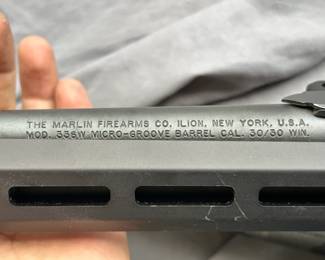 THE MARLIN FIREARMS CO. ILION, NEW YORK, U.S.A.
MOD. 336W MICRO-GROOVE BARREL CAL. 30/30 WIN.